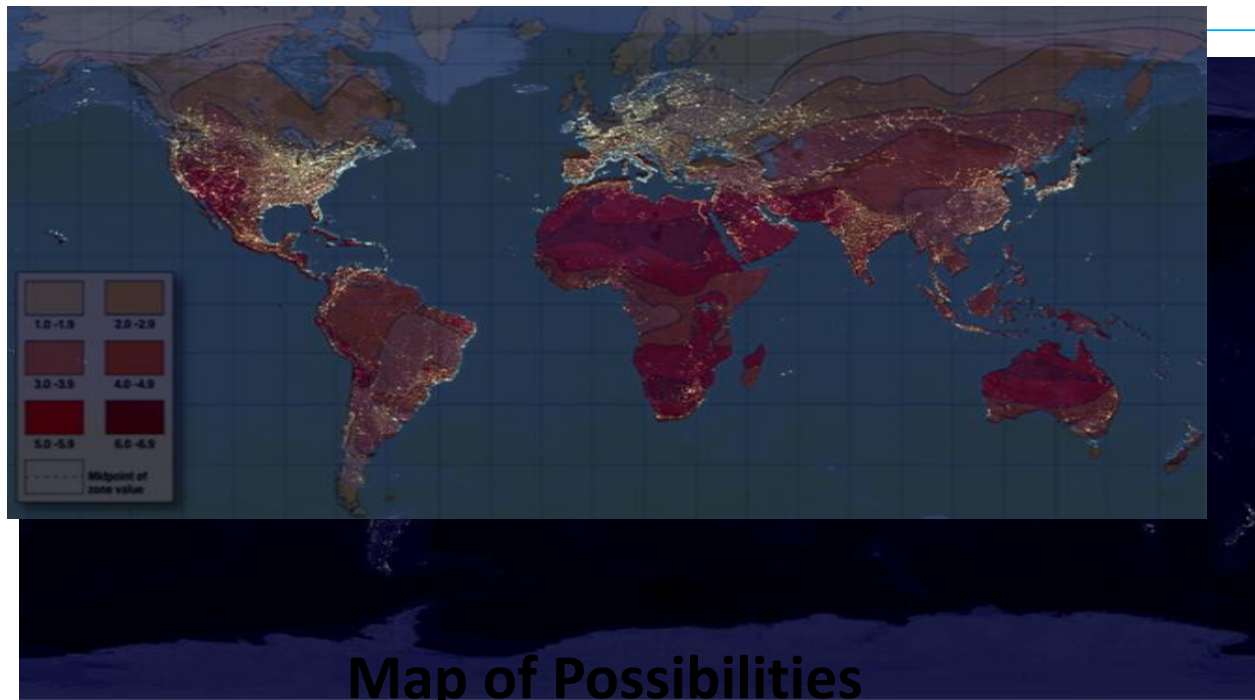 1.0 -1.9 2.0 -2.9
3.0 -3.9 4.0 -4.9
5.0 -5.9 6.0 -6.9
Midpoint of
zone value
Map of Possibilities